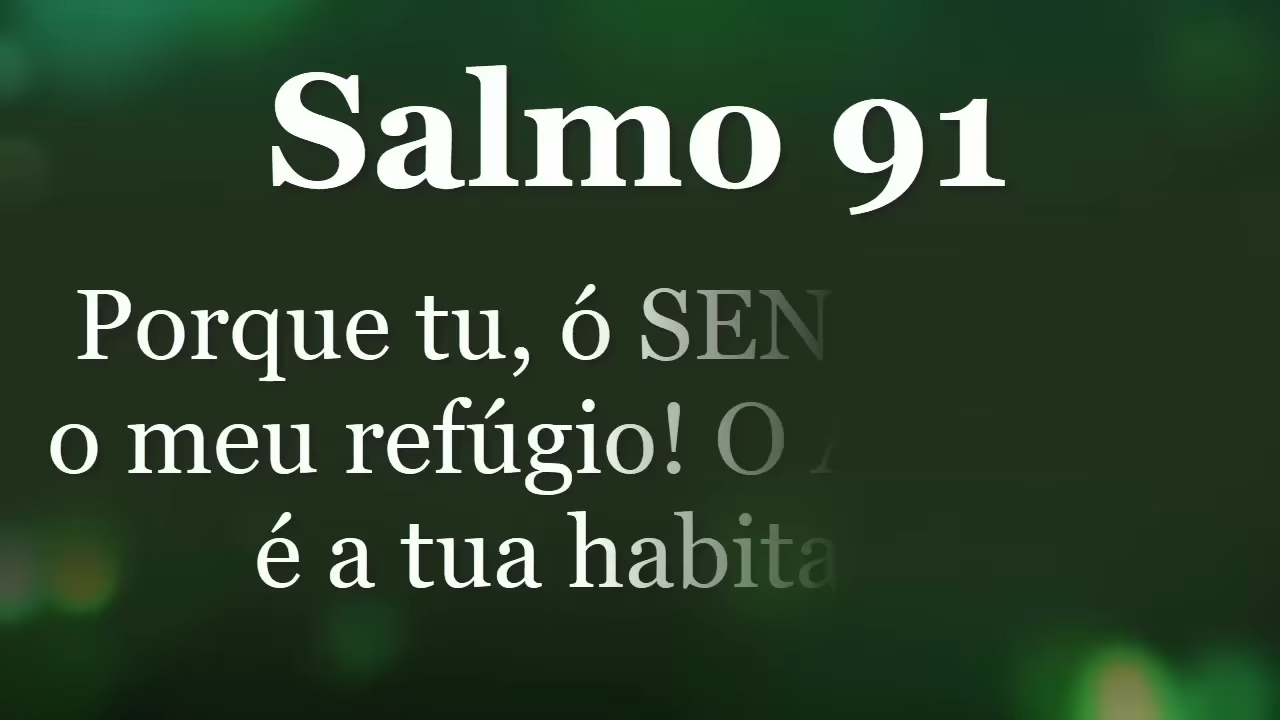 Salmo 91
Porque tu, ó SEN
o meu refúgio! O A
é a tua habita